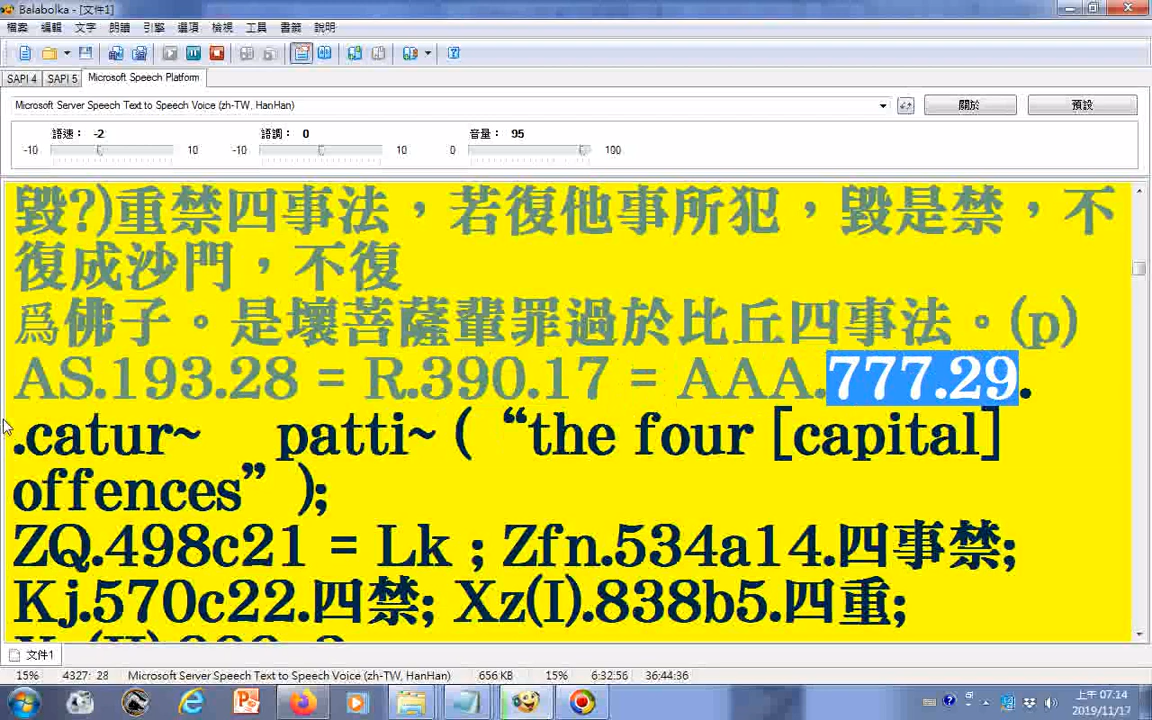 Balabolka - [文件1]
檔案 編輯 文字 朗讀 引擎 選項 檢視 工具 書籤 說明
SAPI 4 SAPI 5 Microsoft Speech Platform
Microsoft Server Speech Text to Speech Voice (zh-TW, HanHan) 關於 預設
語速： -2 語調： 0 音量： 95
-10 10 -10 10 0 100
毀?)重禁四事法，若復他事所犯，毀是禁，不
復成沙門，不復
爲佛子。是壞菩薩輩罪過於比丘四事法。(p)
AS.193.28 = R.390.17 = AAA.777.29.
.catur~ patti~ (“the four [capital]
offences”);
ZQ.498c21 = Lk ; Zfn.534a14.四事禁;
Kj.570c22.四禁; Xz(I).838b5.四重;
文件1
15% 4327: 28 Microsoft Server Speech Text to Speech Voice (zh-TW, HanHan) 656 KB 15% 6:32:56 36:44:36
上午 07:14
2019/11/17